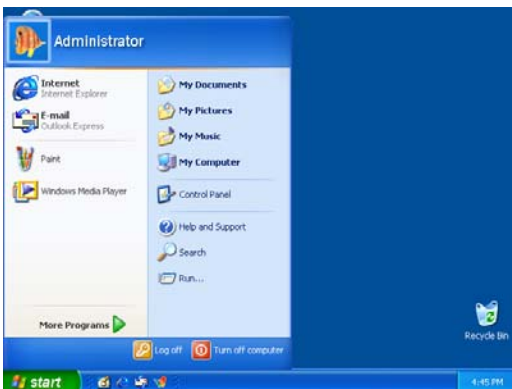 Administrator
Internet
Internet Explorer
E-mail
Outlook Express
Paint
Windows Media Player
More Programs
My Documents
My Pictures
My Music
My Computer
Control Panel
Help and Support
Search
Run...
Log off
Turn off computer
Recycle Bin
start
4:45 PM